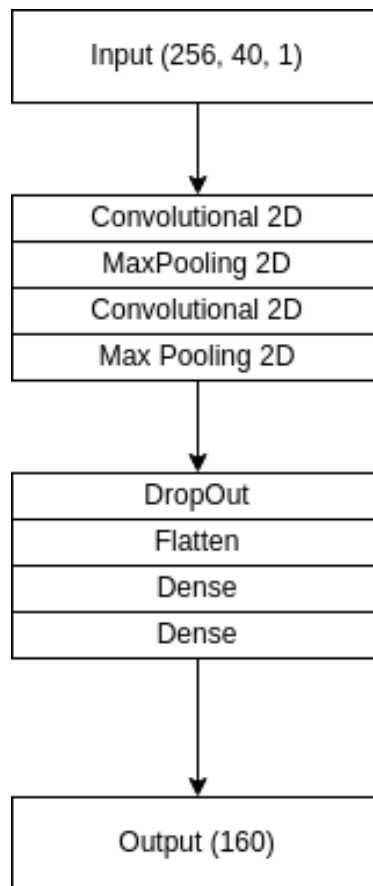 Input (256, 40, 1)
Convolutional 2D
MaxPooling 2D
Convolutional 2D
Max Pooling 2D
DropOut
Flatten
Dense
Dense
Output (160)